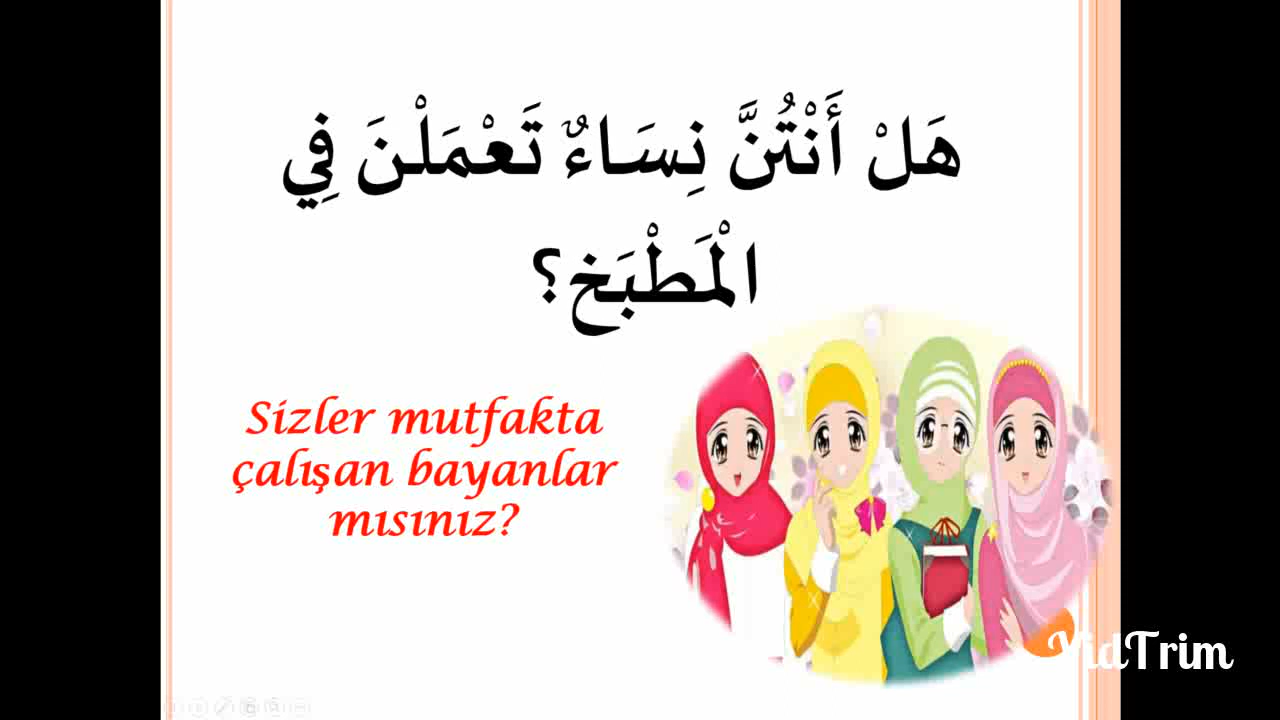 هَلْ أَنْتُنَّ نِسَاءٌ تَعْمَلْنَ فِي
الْمَطْبَخ؟
Sizler mutfakta
çalışan bayanlar
mısınız?
VidTrim